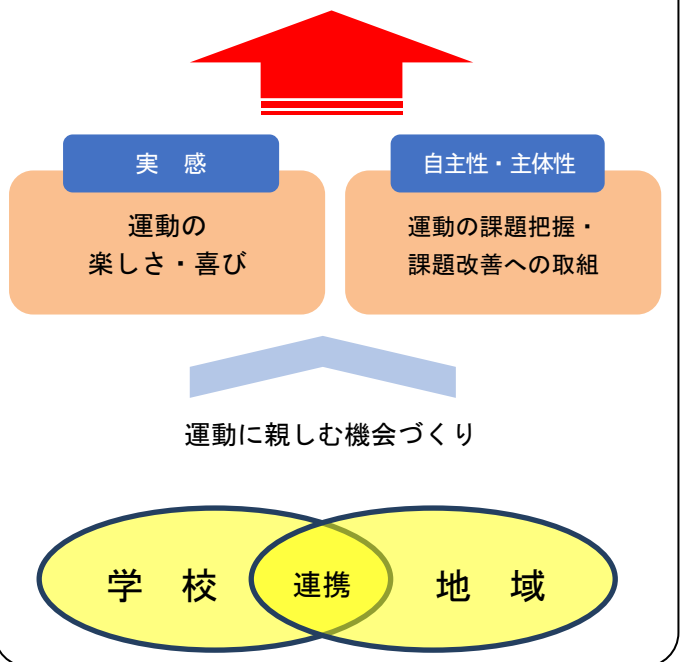 実　感
運動の
楽しさ・喜び
自主性・主体性
運動の課題把握・
課題改善への取組
運動に親しむ機会づくり
学　校
連携
地　域